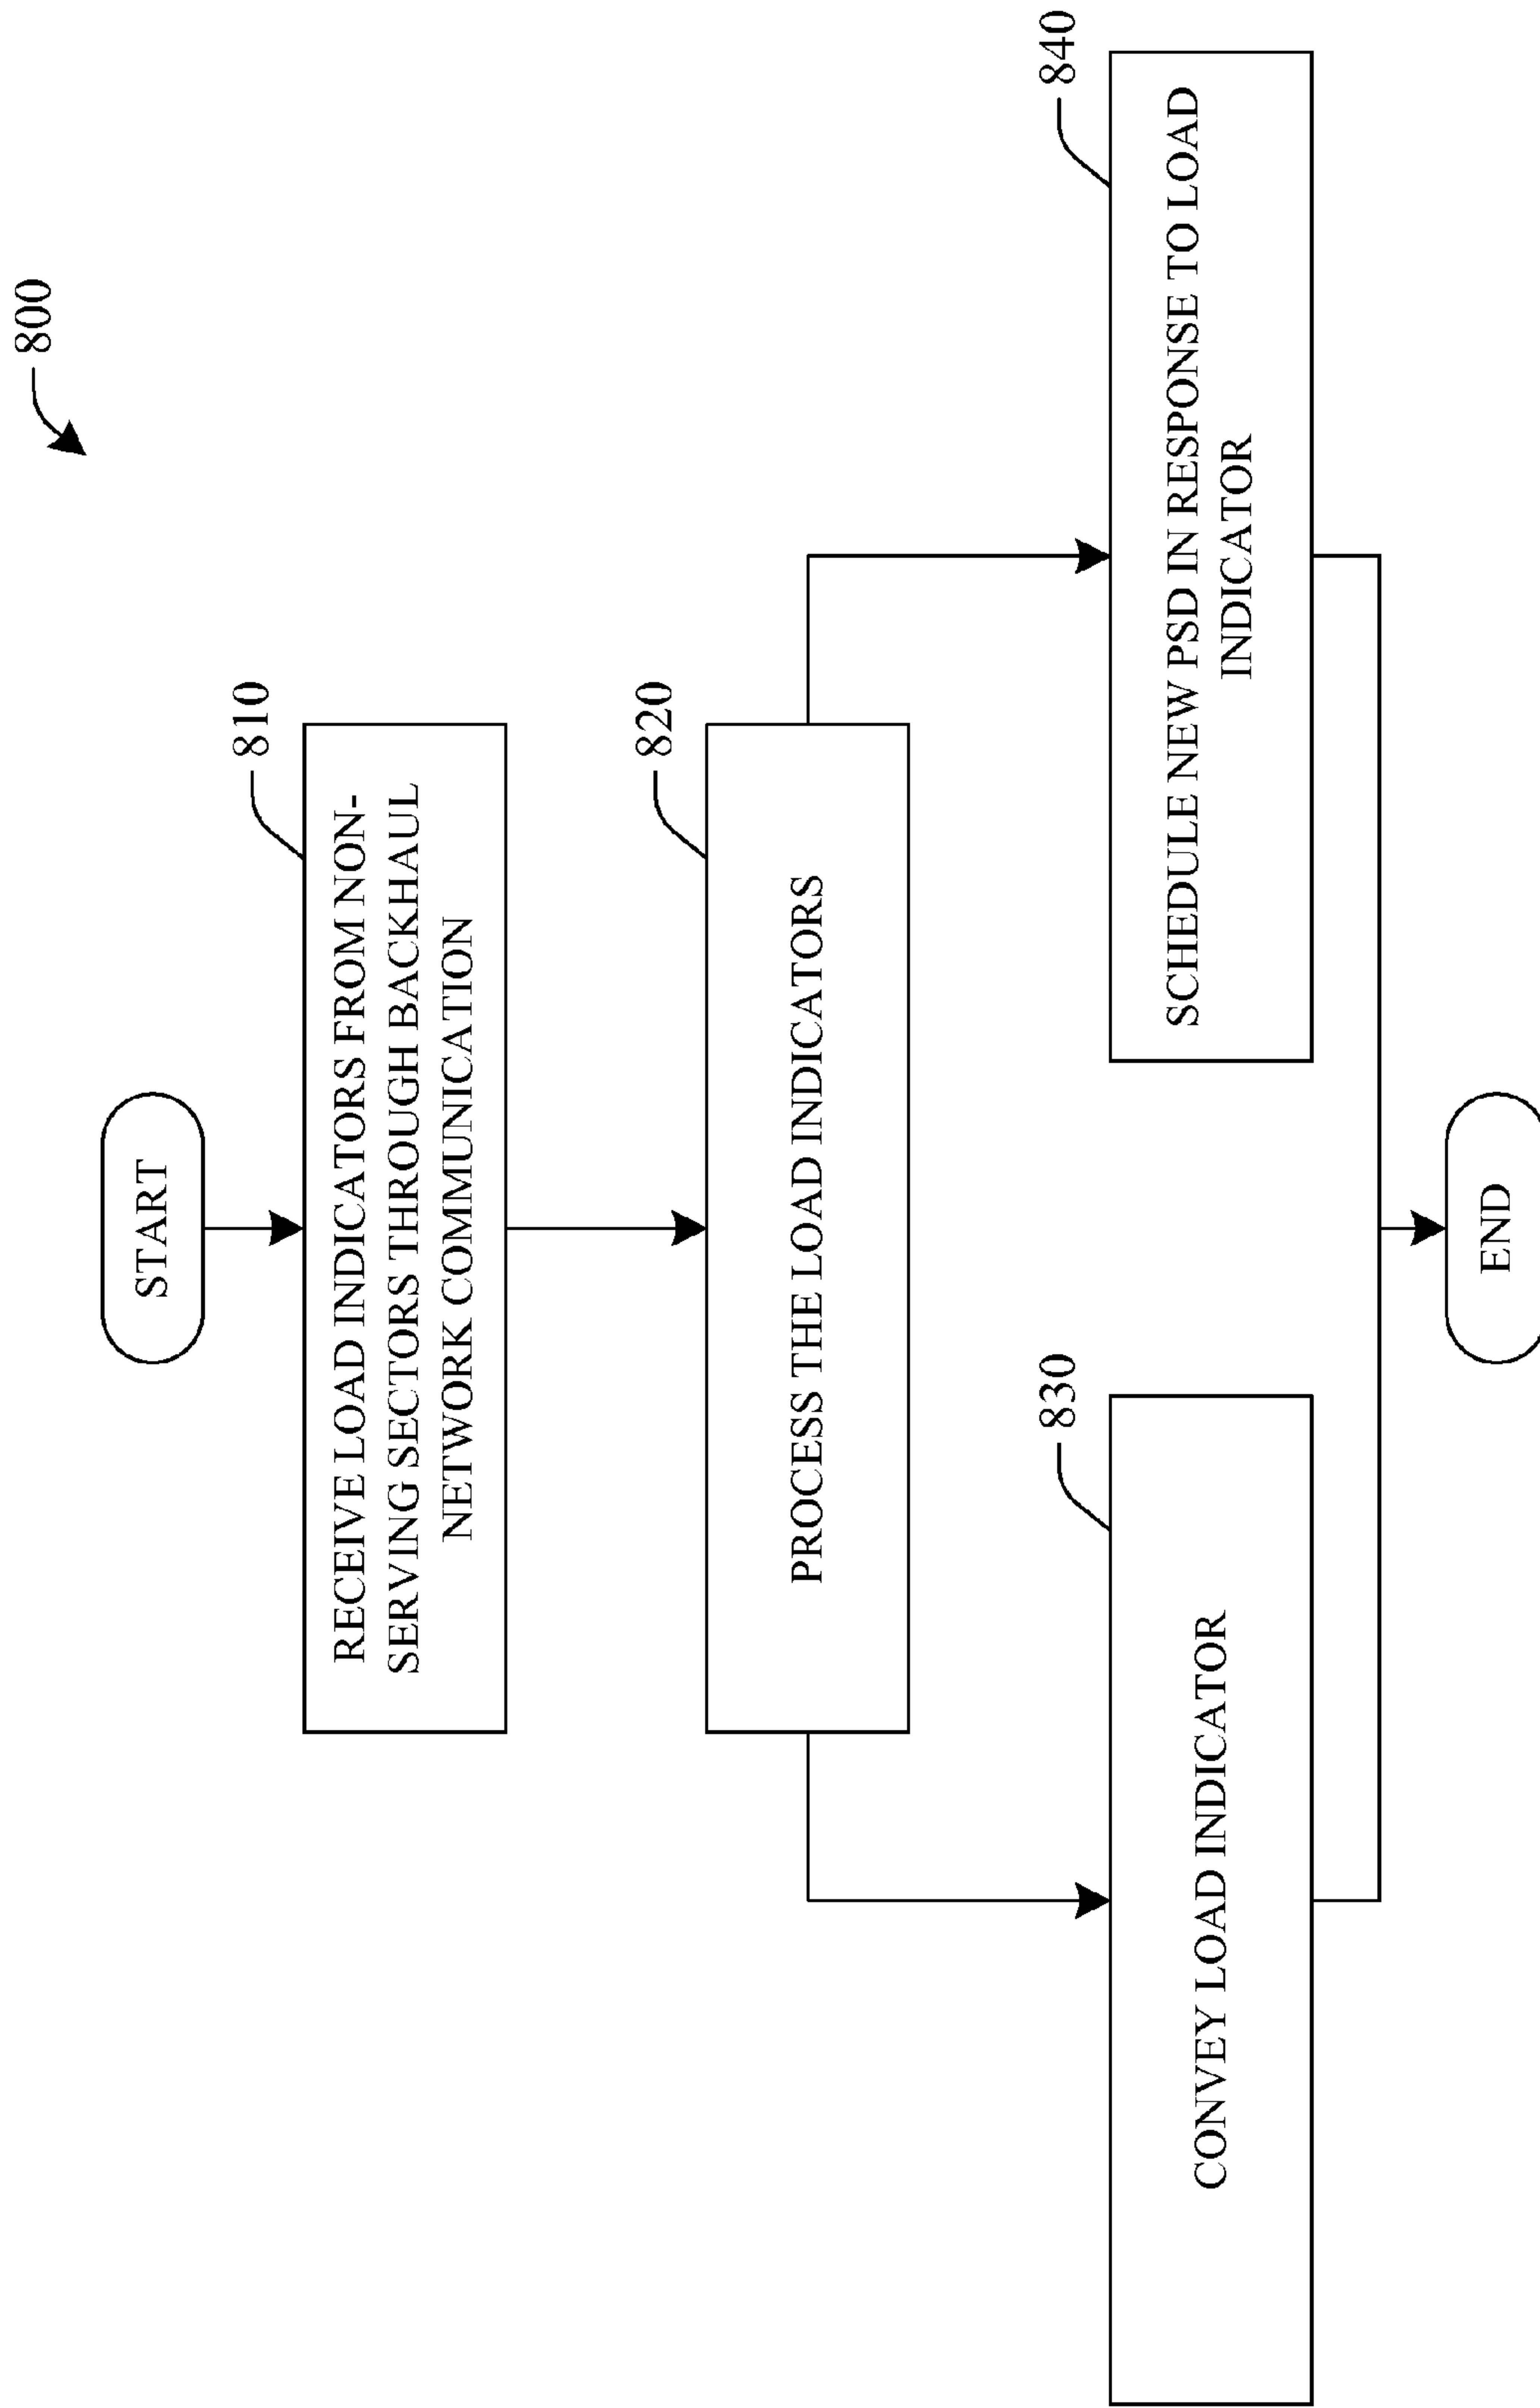 800
START
810
RECEIVE LOAD INDICATORS FROM NON-
SERVING SECTORS THROUGH BACKHAUL
NETWORK COMMUNICATION
820
PROCESS THE LOAD INDICATORS
830
CONVEY LOAD INDICATOR
840
SCHEDULE NEW PSD IN RESPONSE TO LOAD
INDICATOR
END